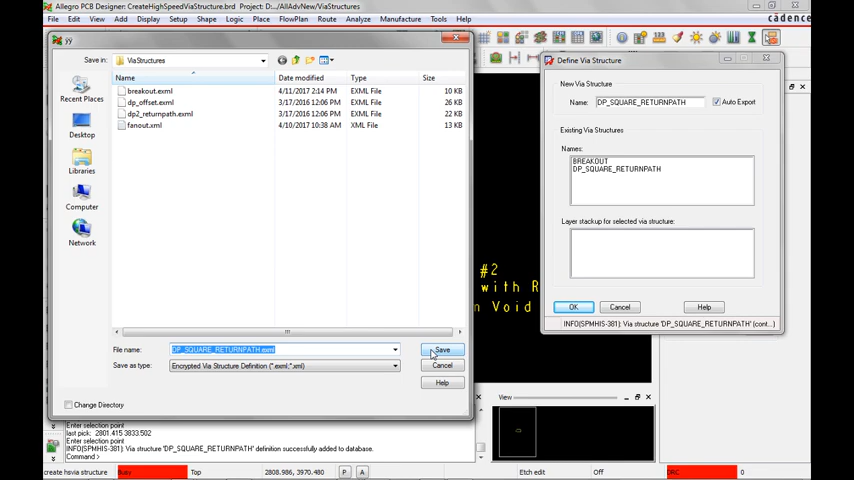 Allegro PCB Designer: CreateHighSpeedViaStructure.brd Project: D:/.../AllAdvNew/ViaStructures
Edit View Add Display Setup Shape Logic Place FlowPlan Route Analyze Manufacture Tools Help
cādence
Save in: ViaStructures
Name Date modified Type Size
breakout.exml 4/11/2017 2:14 PM EXML File 10 KB
dp_offset.exml 3/17/2016 12:06 PM EXML File 26 KB
dp2_returnpath.exml 3/17/2016 12:06 PM EXML File 22 KB
fanout.xml 4/10/2017 10:38 AM XML File 13 KB
Recent Places
Desktop
Libraries
Computer
Network
File name: DP_SQUARE_RETURNPATH.exml Save
Save as type: Encrypted Via Structure Definition (*.exml;*.xml) Cancel
Help
Change Directory
Define Via Structure
New Via Structure
Name: DP_SQUARE_RETURNPATH Auto Export
Existing Via Structures
Names:
BREAKOUT
DP_SQUARE_RETURNPATH
Layer stackup for selected via structure:
OK Cancel Help
INFO(SPMHIS-381): Via structure 'DP_SQUARE_RETURNPATH' (cont...)
#2
with R
n Void
View
Enter selection point
last pick: 2801.415 3833.502
Enter selection point
INFO(SPMHIS-381): Via structure 'DP_SQUARE_RETURNPATH' definition successfully added to database.
Command >
create hsvia structure Busy Top 2808.986, 3970.480 P A Etch edit Off DRC 0